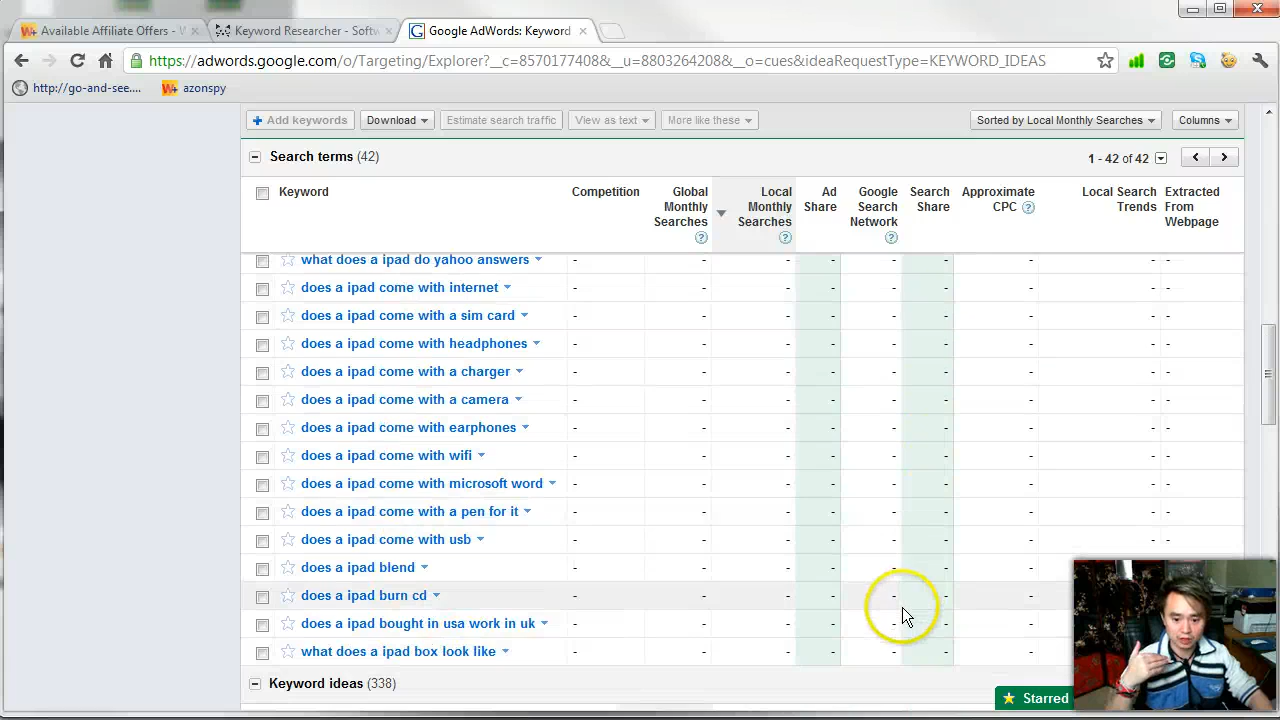 Available Affiliate Offers - V
Keyword Researcher - Softw
Google AdWords: Keyword
https://adwords.google.com/o/Targeting/Explorer?__c=8570177408&__u=8803264208&__o=cues&ideaRequestType=KEYWORD_IDEAS
http://go-and-see.... azonspy
Add keywords Download Estimate search traffic View as text More like these Sorted by Local Monthly Searches Columns
Search terms (42) 1 - 42 of 42
Keyword
Competition
Global
Monthly
Searches
Local
Monthly
Searches
Ad
Share
Google
Search
Network
Search
Share
Approximate
CPC
Local Search
Trends
Extracted
From
Webpage
what does a ipad do yahoo answers - - - - - - - - -
does a ipad come with internet - - - - - - - - -
does a ipad come with a sim card - - - - - - - - -
does a ipad come with headphones - - - - - - - - -
does a ipad come with a charger - - - - - - - - -
does a ipad come with a camera - - - - - - - - -
does a ipad come with earphones - - - - - - - - -
does a ipad come with wifi - - - - - - - - -
does a ipad come with microsoft word - - - - - - - - -
does a ipad come with a pen for it - - - - - - - - -
does a ipad come with usb - - - - - - - - -
does a ipad blend - - - - - - -
does a ipad burn cd - - - - - - -
does a ipad bought in usa work in uk - - - - - - -
what does a ipad box look like - - - - - - -
Keyword ideas (338)
Starred